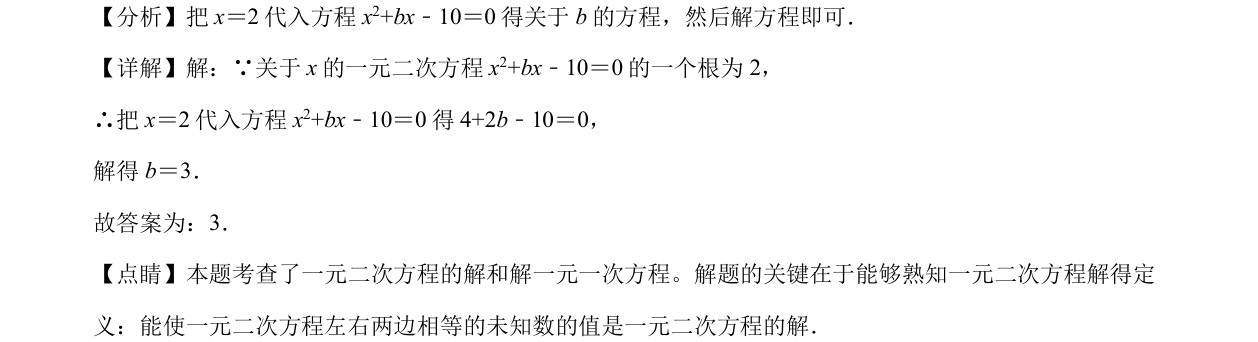 【分析】把 x＝2 代入方程 x²+bx﹣10＝0 得关于 b 的方程，然后解方程即可．
【详解】解：∵关于 x 的一元二次方程 x²+bx﹣10＝0 的一个根为 2，
∴把 x＝2 代入方程 x²+bx﹣10＝0 得 4+2b﹣10＝0，
解得 b＝3．
故答案为：3．
【点睛】本题考查了一元二次方程的解和解一元一次方程。解题的关键在于能够熟知一元二次方程解得定
义：能使一元二次方程左右两边相等的未知数的值是一元二次方程的解．